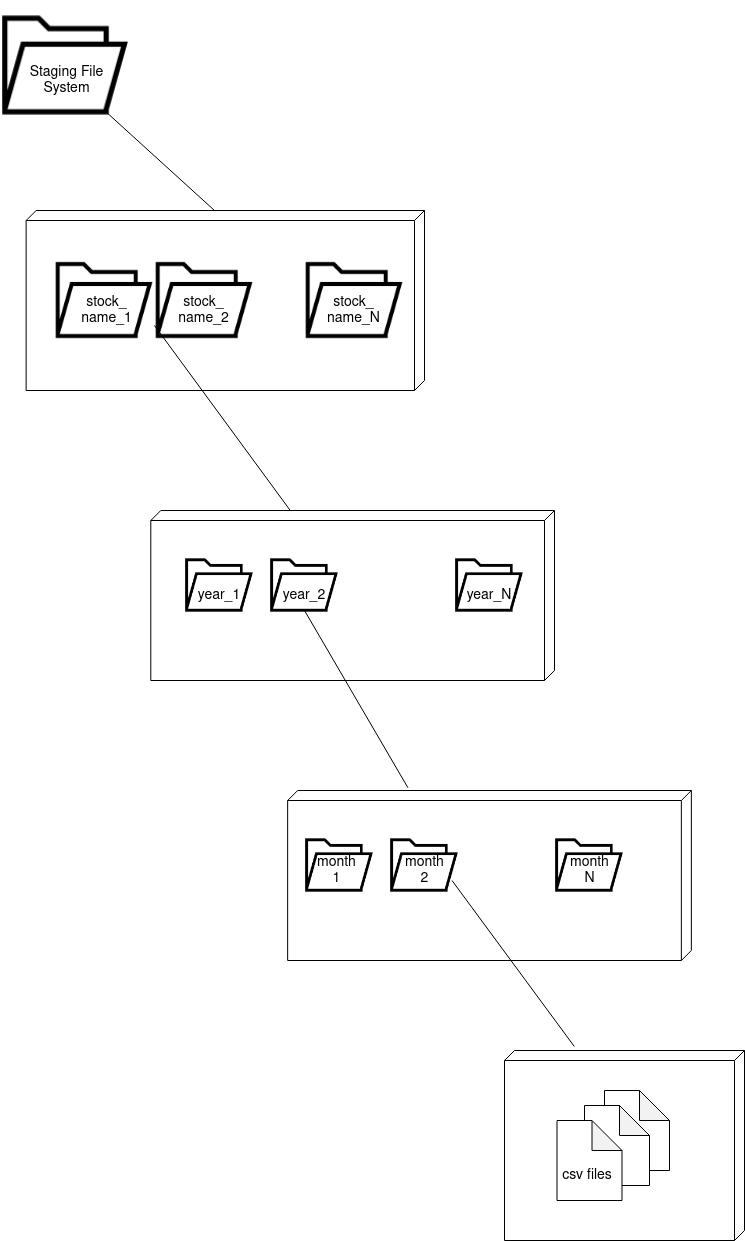 Staging File
System
stock_
name_1
stock_
name_2
stock_
name_N
year_1
year_2
year_N
month
1
month
2
month
N
csv files